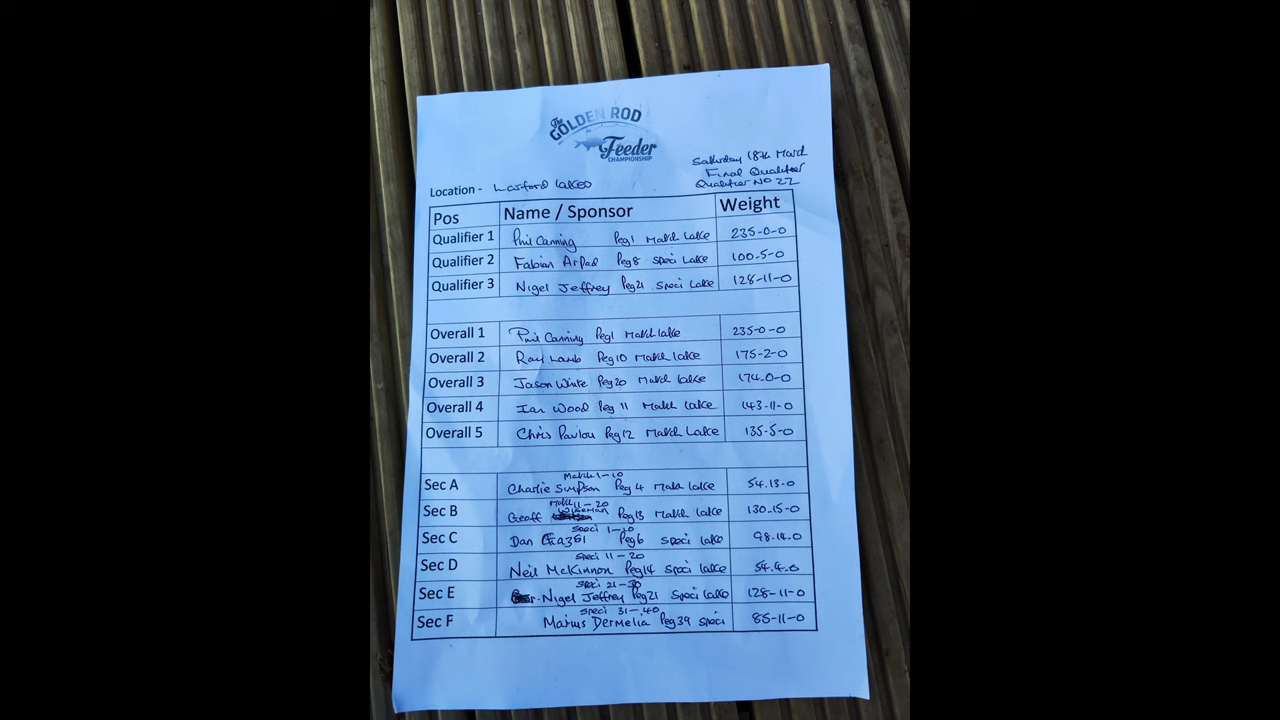 The GOLDEN ROD
Feeder
CHAMPIONSHIP
Saturday 18th March
Final Qualifier
Qualifier NO 22
Location - Larford Lakes
Pos Name / Sponsor Weight
Qualifier 1 Phil Canning Peg1 Match Lake 235-0-0
Qualifier 2 Fabian Arpad Peg8 speci Lake 100-5-0
Qualifier 3 Nigel Jeffrey Peg21 speci Lake 128-11-0
Overall 1 Phil Canning Peg1 Match lake 235-0-0
Overall 2 Ray Lamb Peg10 Match lake 175-2-0
Overall 3 Jason White Peg20 Match lake 174.0-0
Overall 4 Ian Wood Peg 11 Match lake 143-11-0
Overall 5 Chris Pavlou Peg12 Match Lake 135-5-0
Match 1-10
Sec A Charlie Simpson Peg 4 Match lake 54.13-0
Match 11-20
Sec B Geoff Wiseman Peg13 Match lake 130-15-0
speci 1-10
Sec C Dan Peg6 speci lake 98.14.0
speci 11-20
Sec D Neil McKinnon Peg14 speci lake 54.4.0
speci 21-30
Sec E Nigel Jeffrey Peg21 speci lake 128-11-0
speci 31-40
Sec F Marius Dermelia Peg39 speci 85-11-0